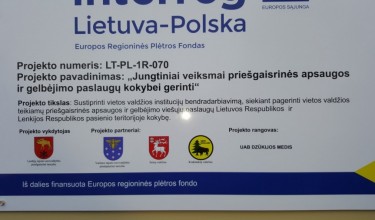 Interreg
EUROPOS SĄJUNGA
Lietuva-Polska
Europos Regioninės Plėtros Fondas
Projekto numeris: LT-PL-1R-070
Projekto pavadinimas: „Jungtiniai veiksmai priešgaisrinės apsaugos
ir gelbėjimo paslaugų kokybei gerinti“
Projekto tikslas: Sustiprinti vietos valdžios institucijų bendradarbiavimą, siekiant pagerinti vietos valdžios
teikiamų priešgaisrinės apsaugos ir gelbėjimo viešųjų paslaugų Lietuvos Respublikos ir
Lenkijos Respublikos pasienio teritorijoje kokybę.
Projekto vykdytojas
Projekto partneriai:
Projekto rangovas:
UAB DZŪKIJOS MEDIS
Iš dalies finansuota Europos regioninės plėtros fondo